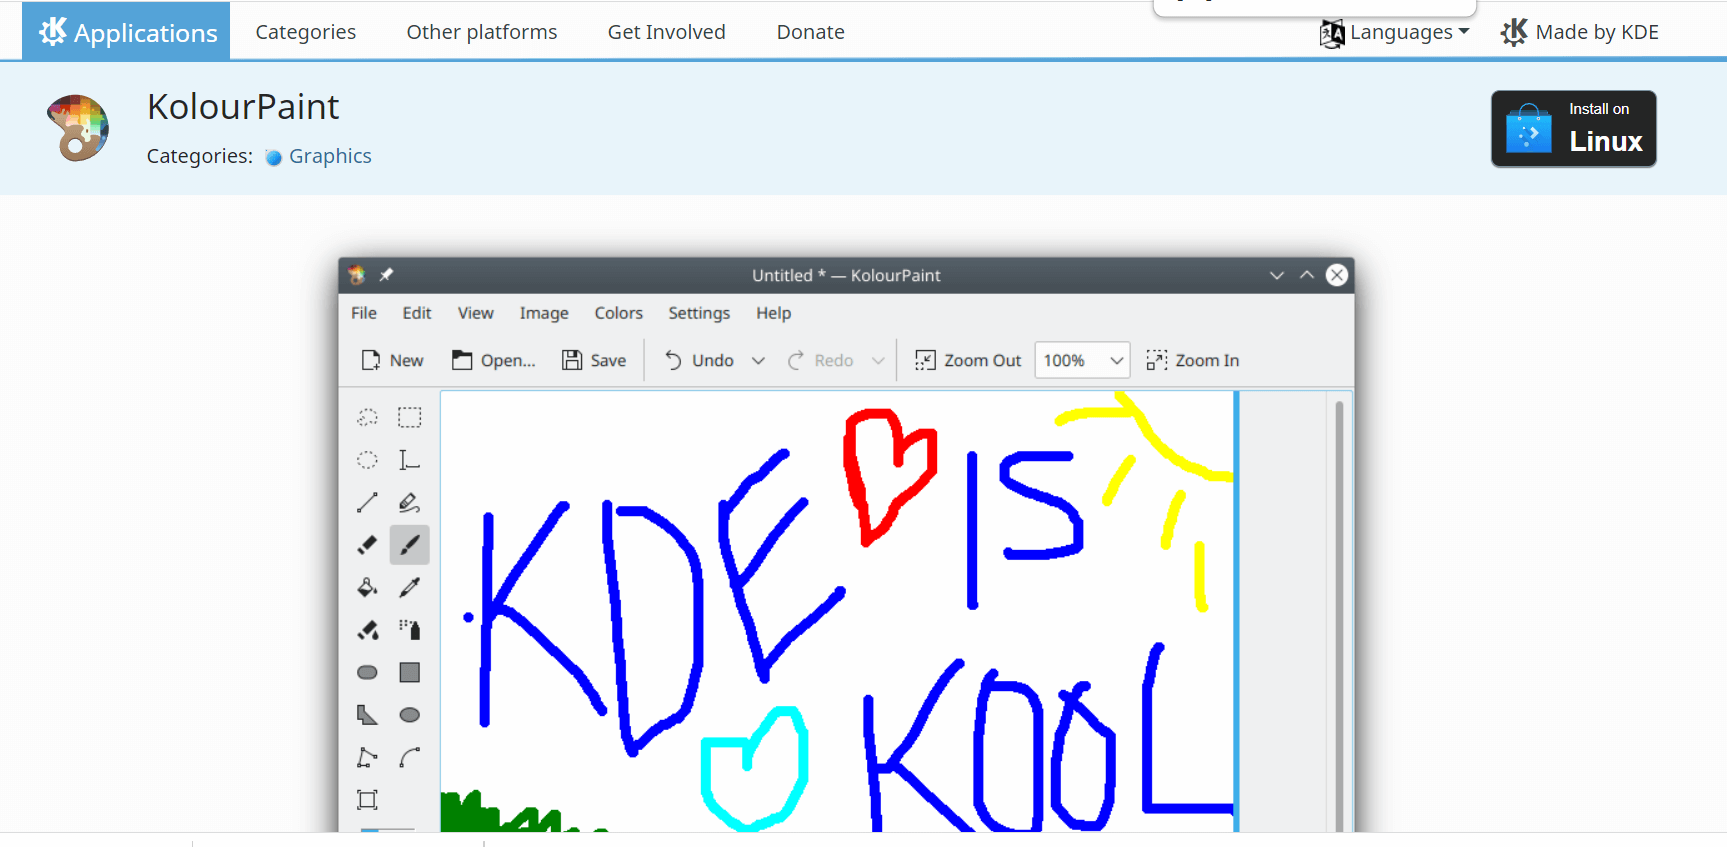 Applications Categories Other platforms Get Involved Donate Languages Made by KDE
KolourPaint
Categories: Graphics
Install on
Linux
Untitled * — KolourPaint
File Edit View Image Colors Settings Help
New Open... Save Undo Redo Zoom Out 100% Zoom In
KDE IS
KOOL